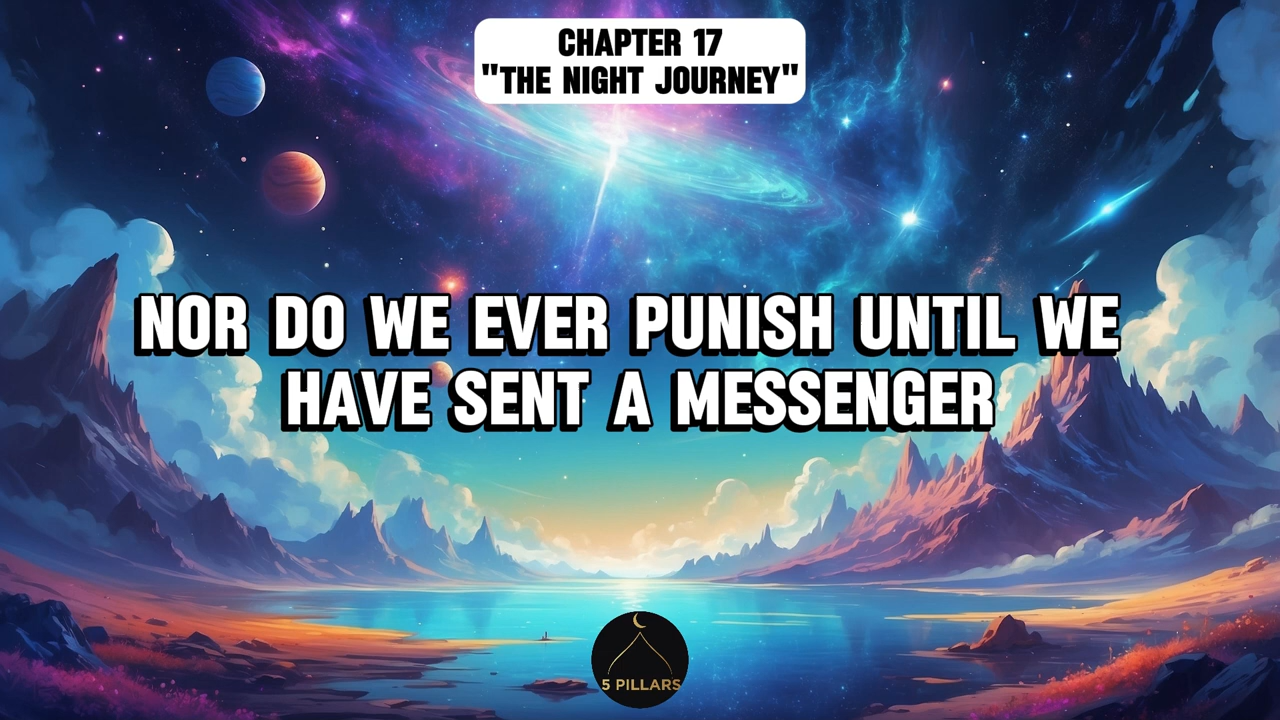 CHAPTER 17
"THE NIGHT JOURNEY"
NOR DO WE EVER PUNISH UNTIL WE
HAVE SENT A MESSENGER
5 PILLARS